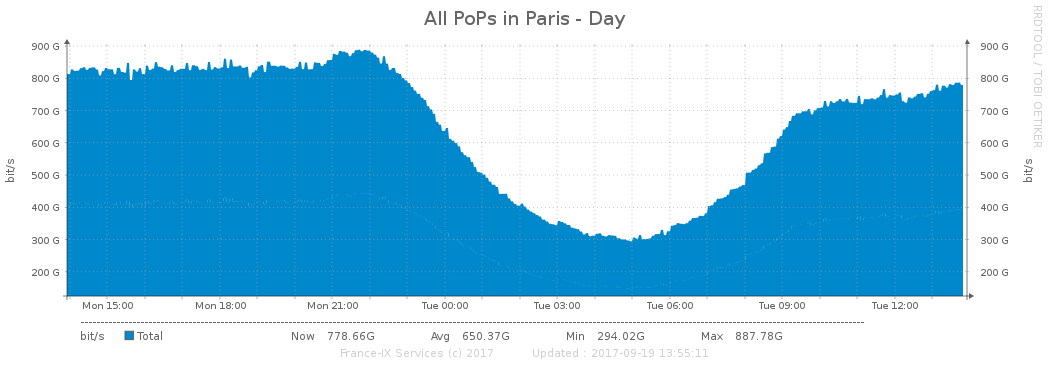 All PoPs in Paris - Day
RRDTOOL / TOBI OETIKER
bit/s
900 G
800 G
700 G
600 G
500 G
400 G
300 G
200 G
900 G
800 G
700 G
600 G
500 G
400 G
300 G
200 G
bit/s
Mon 15:00 Mon 18:00 Mon 21:00 Tue 00:00 Tue 03:00 Tue 06:00 Tue 09:00 Tue 12:00
bit/s Total Now 778.66G Avg 650.37G Min 294.02G Max 887.78G
France-IX Services (c) 2017 Updated : 2017-09-19 13:55:11